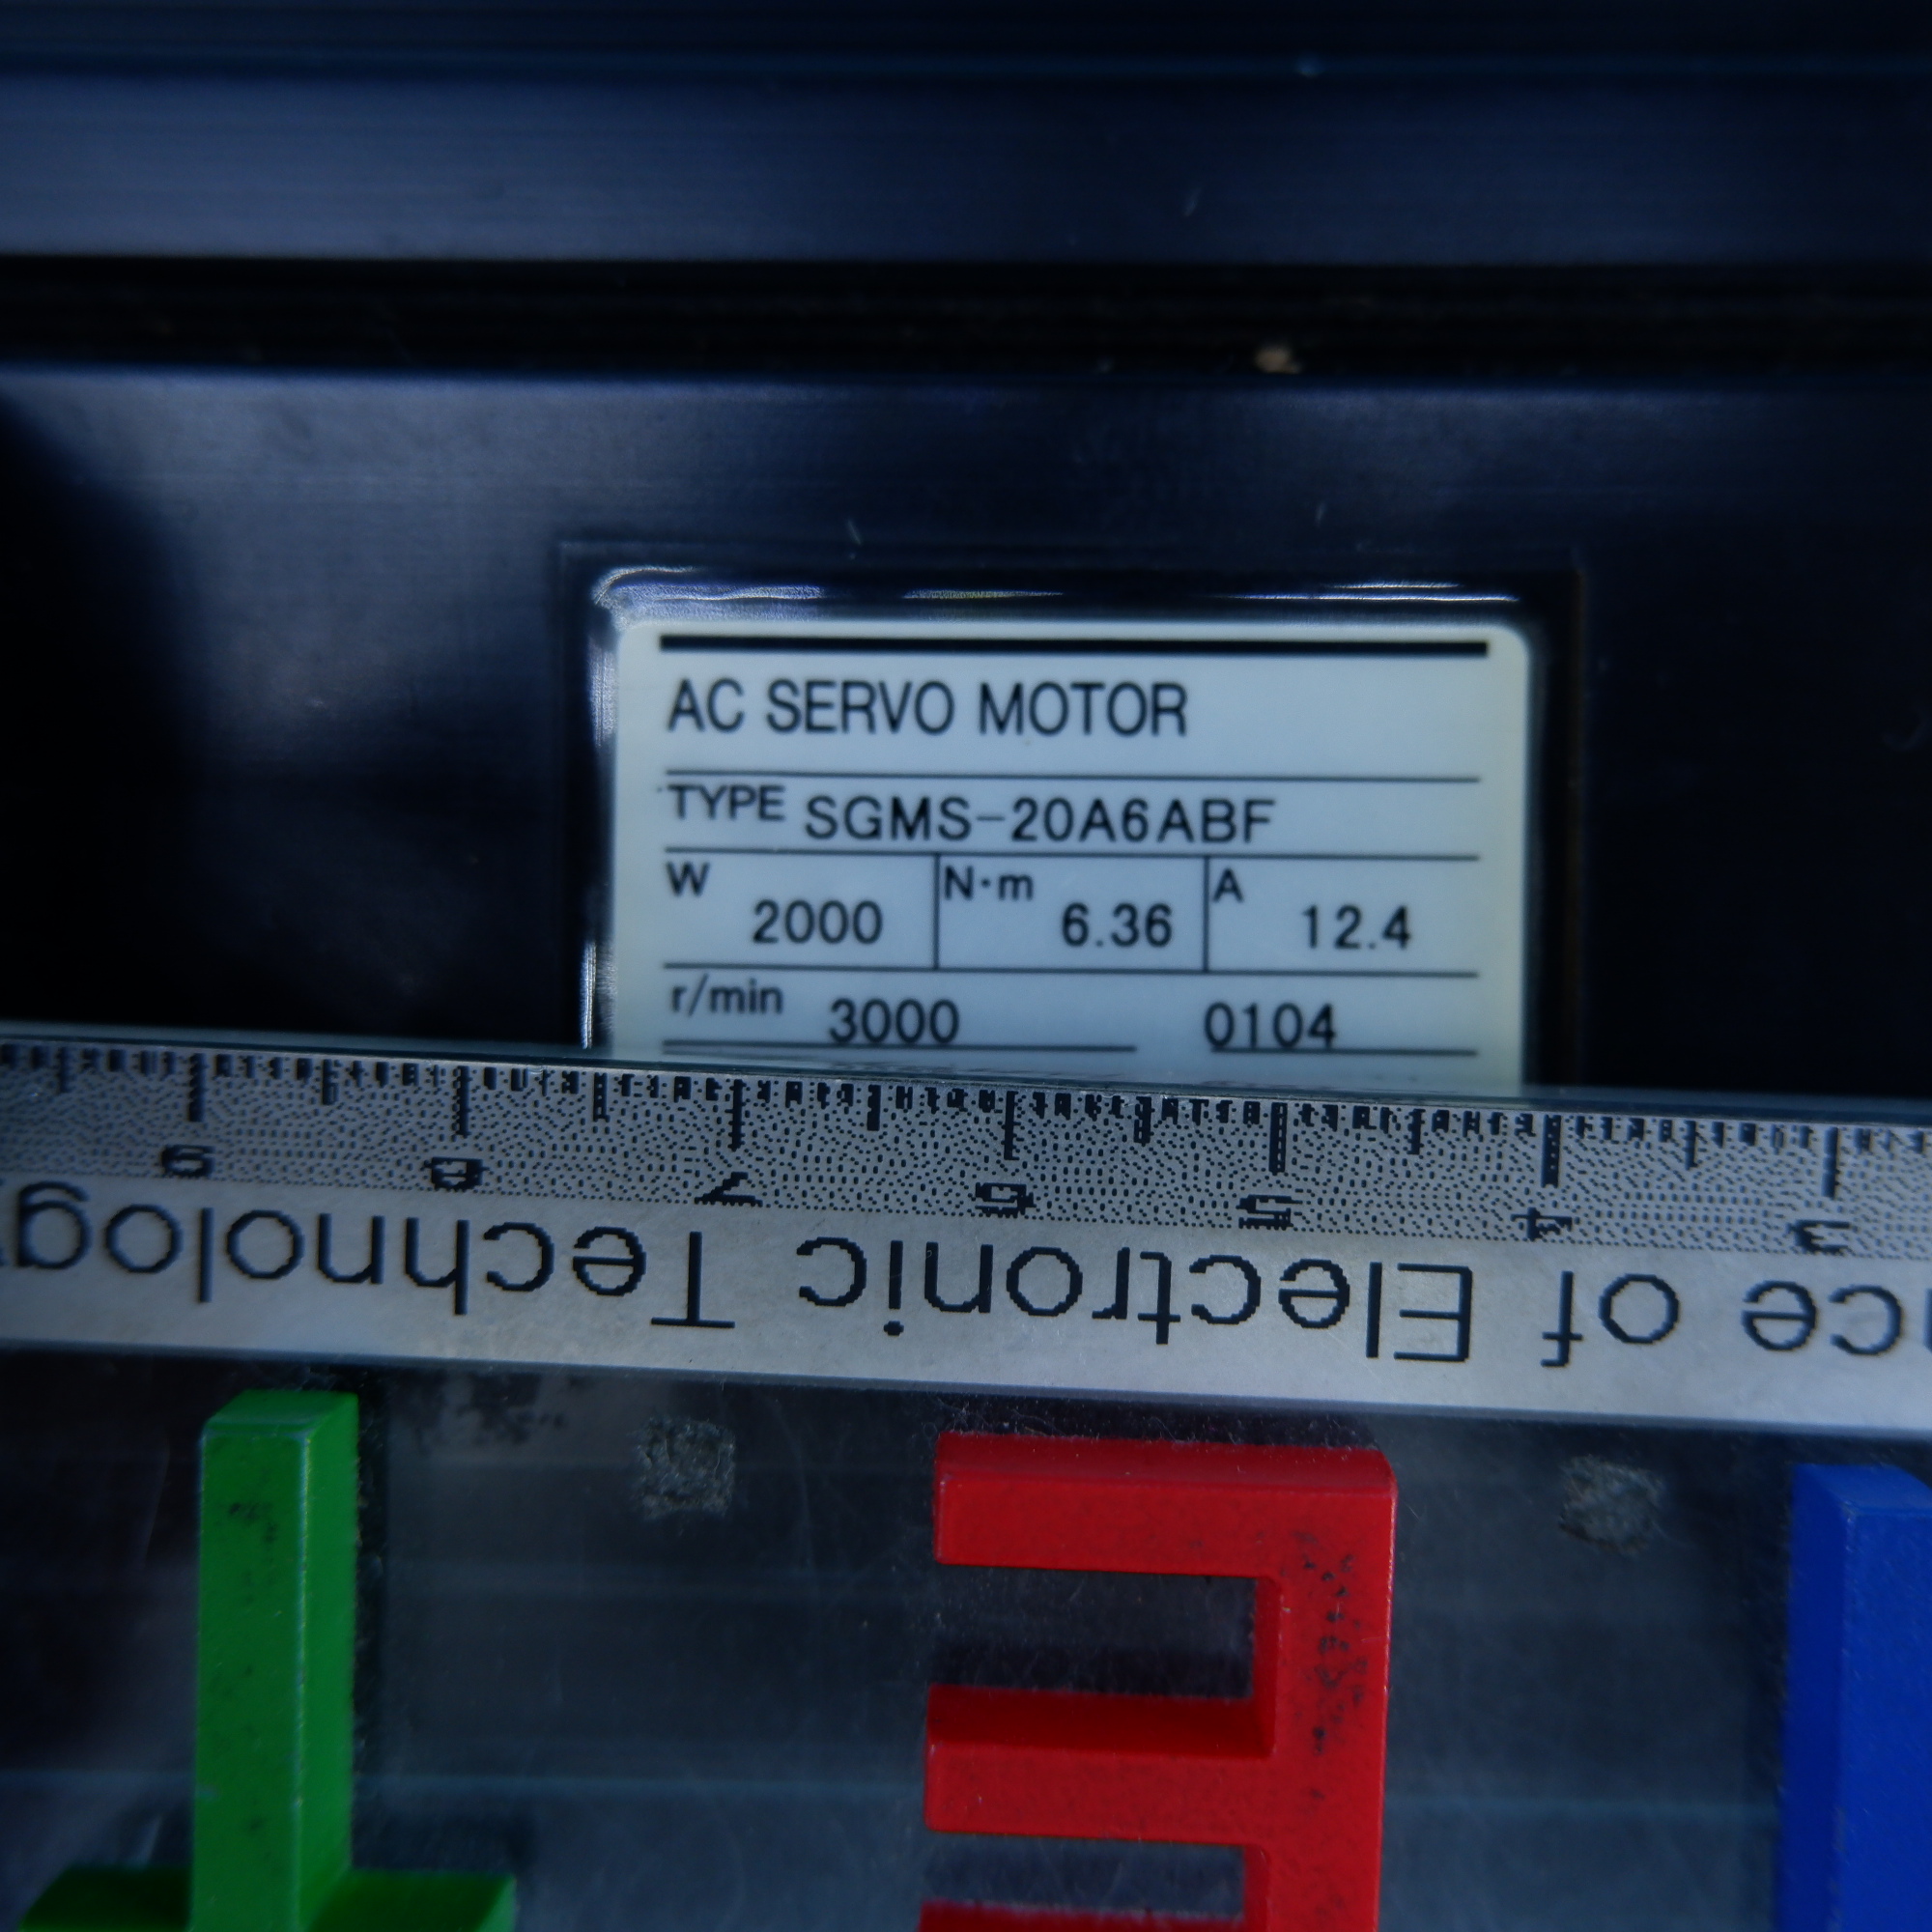 AC SERVO MOTOR
TYPE SGMS-20A6ABF
W 2000 N·m 6.36 A 12.4
r/min 3000 0104
9 8 7 6 5 4 3
ce of Electronic Technolog